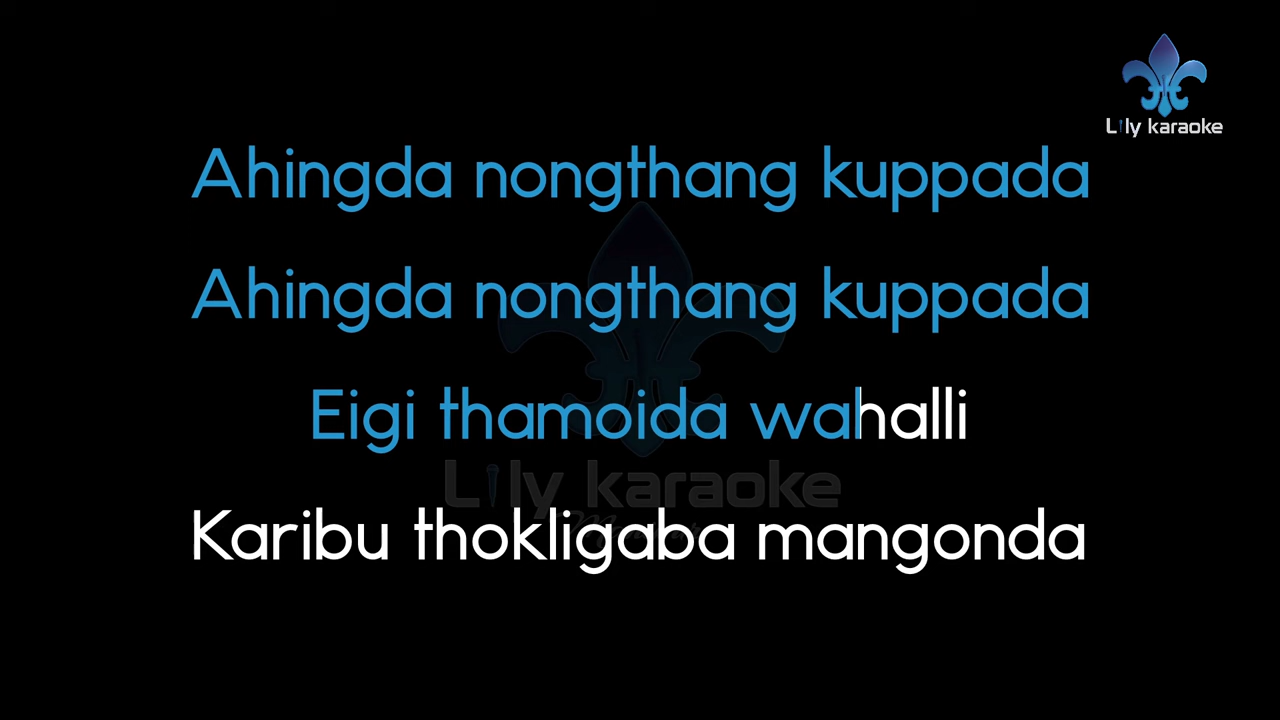 Lily karaoke
Ahingda nongthang kuppada
Ahingda nongthang kuppada
Eigi thamoida wahalli
Lily karaoke
Karibu thokligaba mangonda